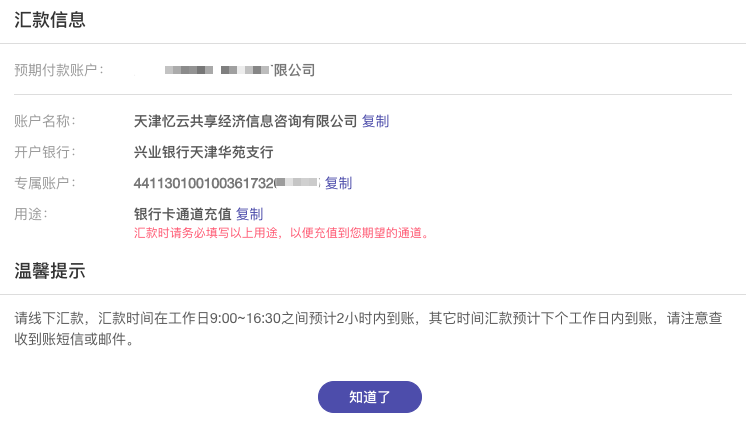 汇款信息
预期付款账户：
限公司
账户名称：
天津忆云共享经济信息咨询有限公司 复制
开户银行：
兴业银行天津华苑支行
专属账户：
44113010010036173 复制
用途：
银行卡通道充值 复制
汇款时请务必填写以上用途，以便充值到您期望的通道。
温馨提示
请线下汇款，汇款时间在工作日9:00~16:30之间预计2小时内到账，其它时间汇款预计下个工作日内到账，请注意查
收到账短信或邮件。
知道了